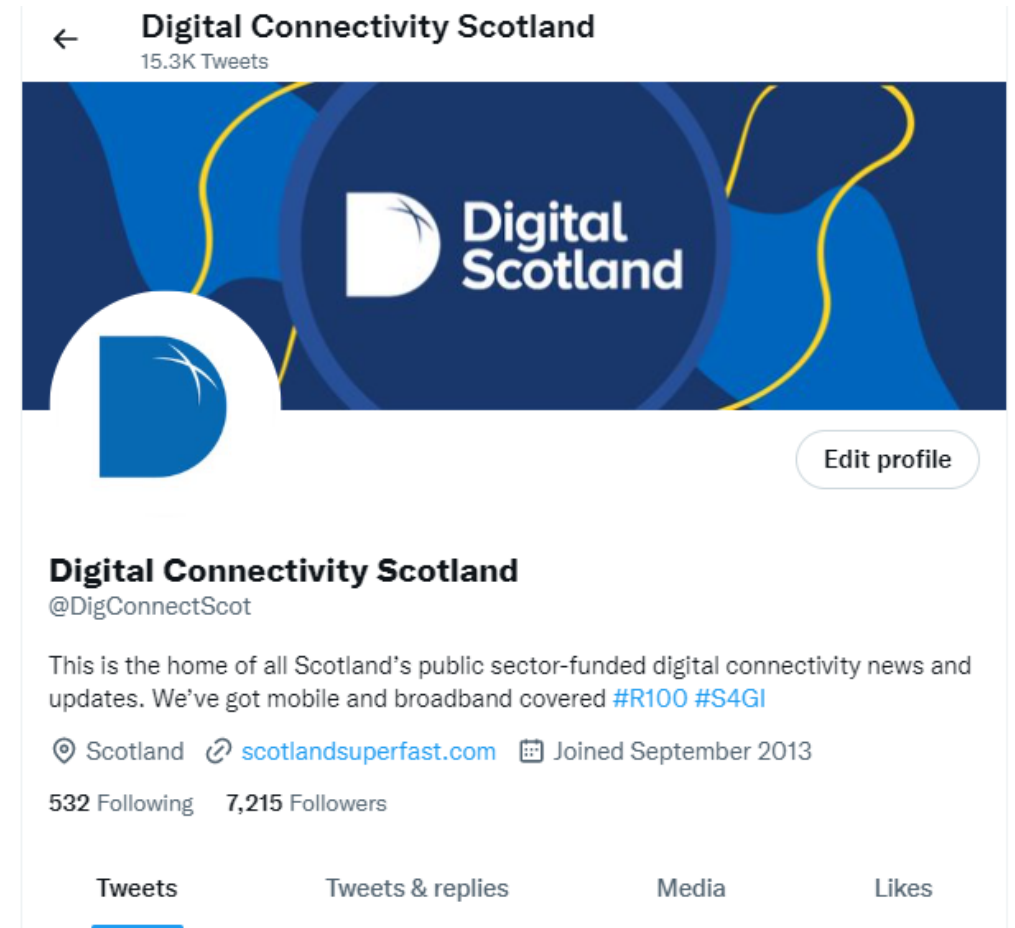 Digital Connectivity Scotland
15.3K Tweets
Digital
Scotland
Edit profile
Digital Connectivity Scotland
@DigConnectScot
This is the home of all Scotland’s public sector-funded digital connectivity news and
updates. We’ve got mobile and broadband covered #R100 #S4GI
Scotland scotlandsuperfast.com Joined September 2013
532 Following 7,215 Followers
Tweets Tweets & replies Media Likes